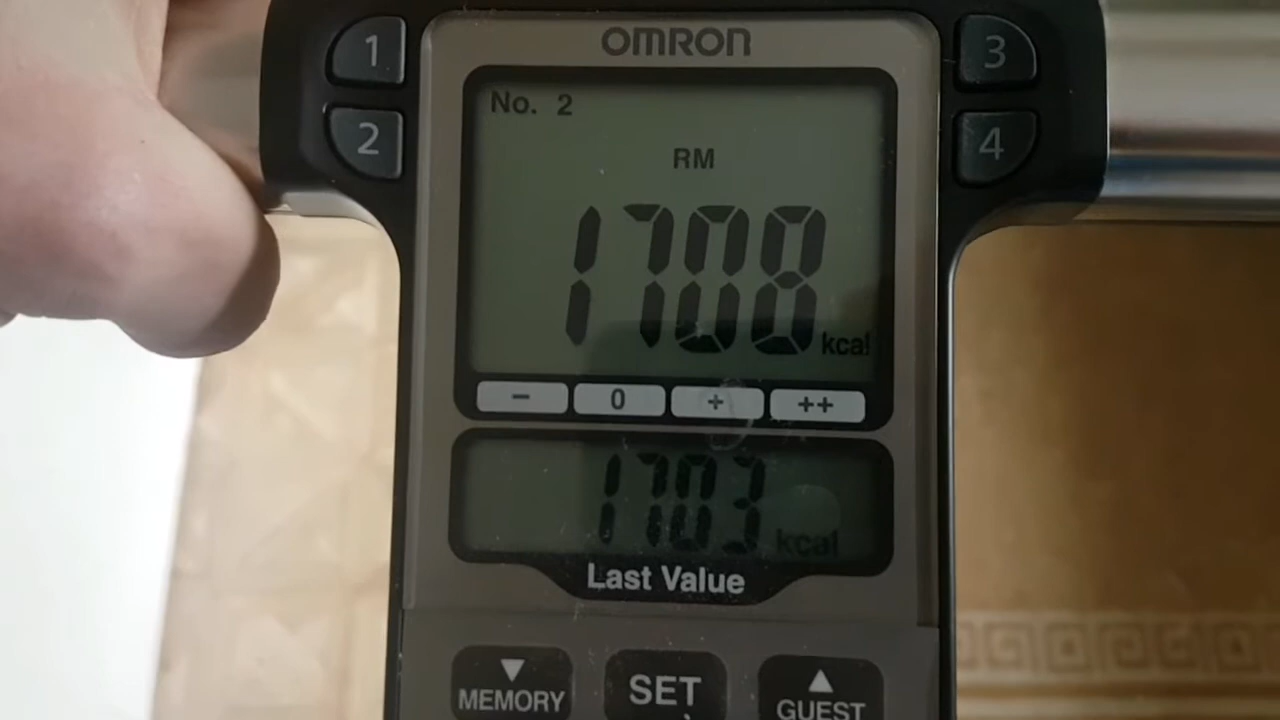 OMRON
1
2
3
4
No. 2
RM
1708 kcal
- 0 + ++
1703 kcal
Last Value
▼ SET ▲
MEMORY GUEST